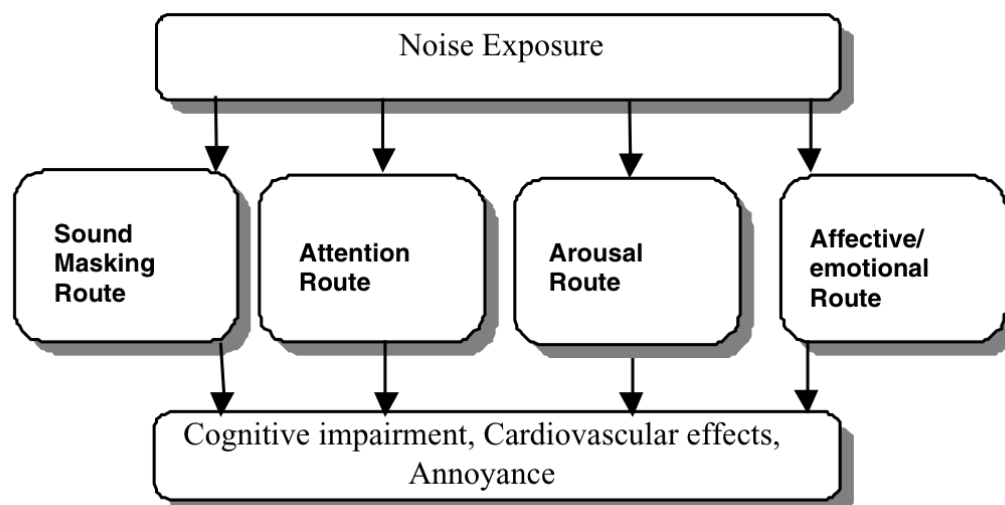 Noise Exposure
Sound
Masking
Route
Attention
Route
Arousal
Route
Affective/
emotional
Route
Cognitive impairment, Cardiovascular effects,
Annoyance